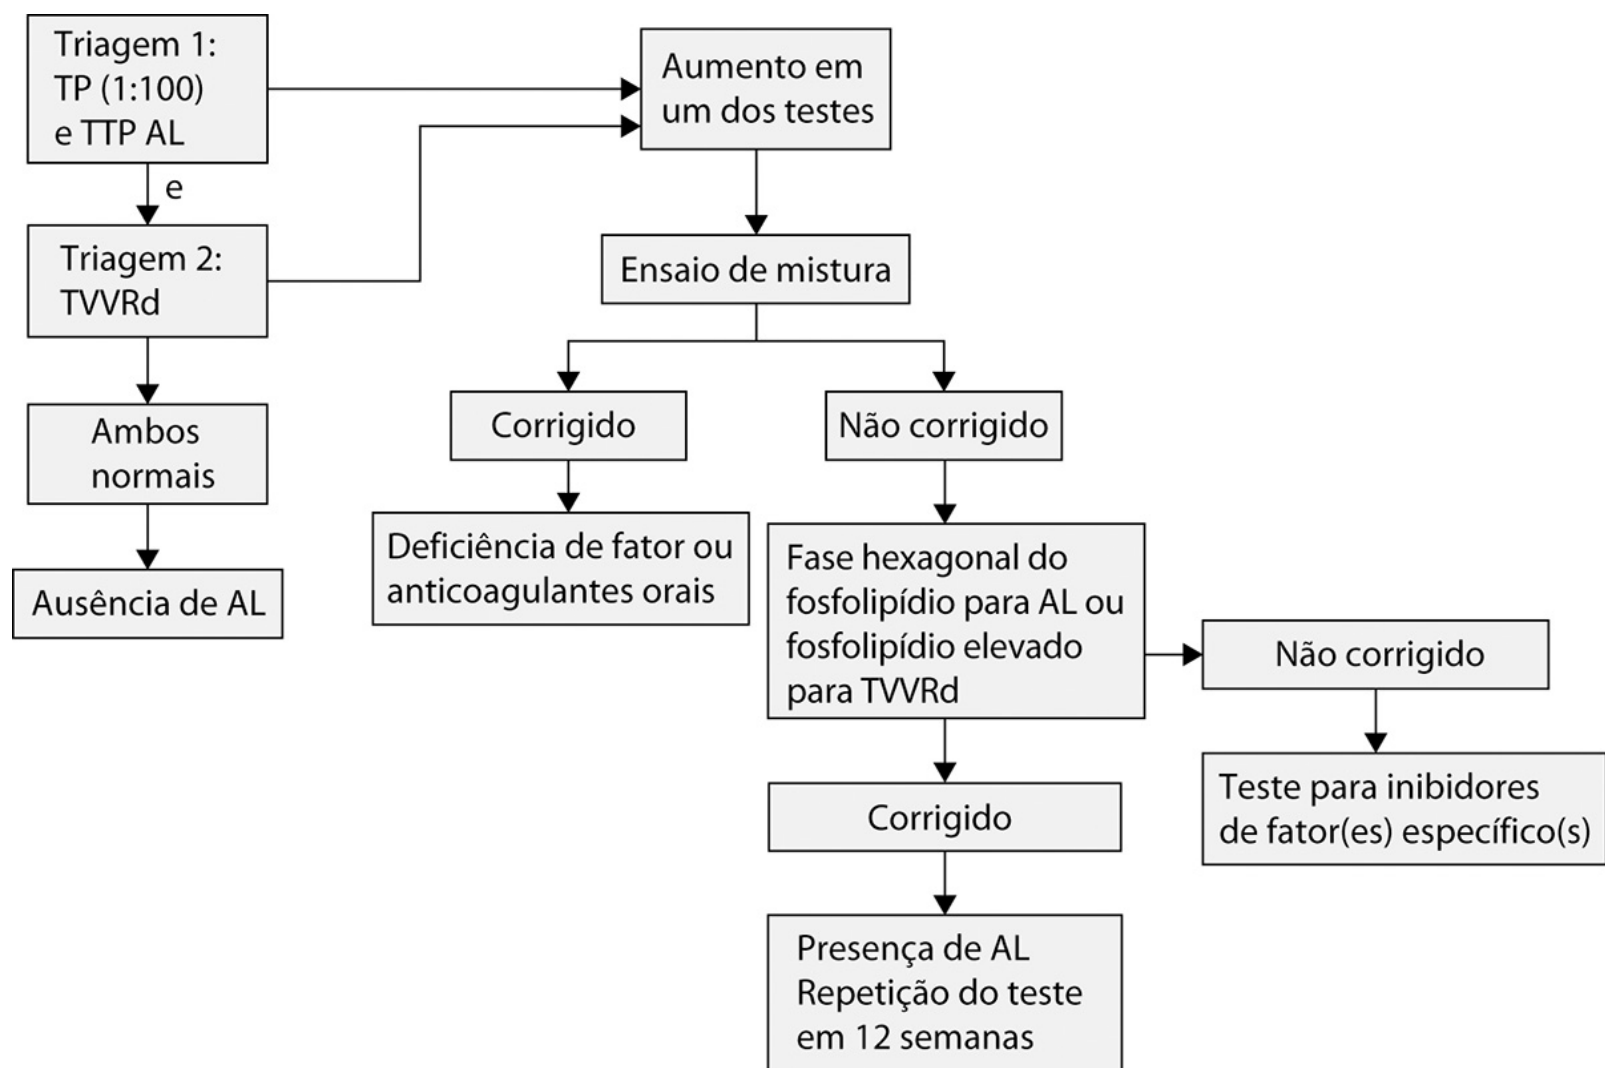 Triagem 1:
TP (1:100)
e TTP AL
e
Triagem 2:
TVVRd
Ambos
normais
Ausência de AL
Aumento em
um dos testes
Ensaio de mistura
Corrigido
Deficiência de fator ou
anticoagulantes orais
Não corrigido
Fase hexagonal do
fosfolipídio para AL ou
fosfolipídio elevado
para TVVRd
Não corrigido
Teste para inibidores
de fator(es) específico(s)
Corrigido
Presença de AL
Repetição do teste
em 12 semanas